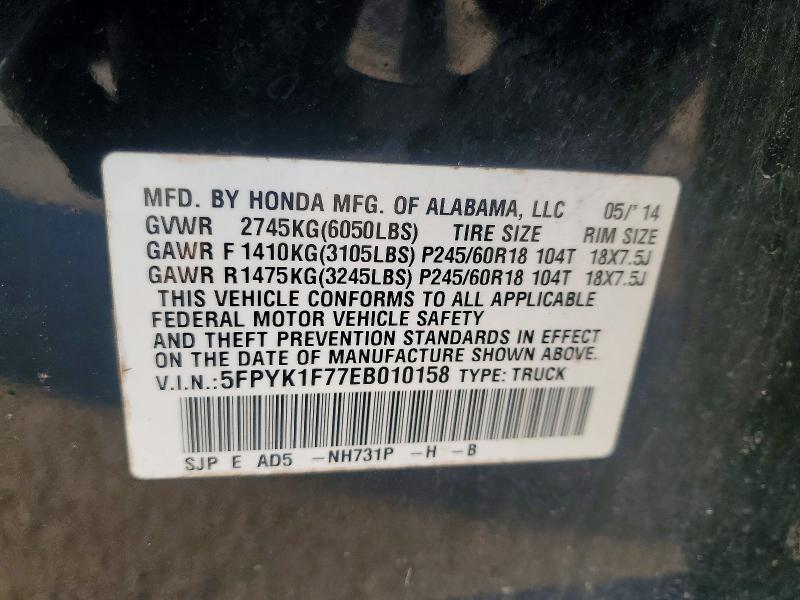 MFD. BY HONDA MFG. OF ALABAMA, LLC 05/'14
GVWR 2745KG(6050LBS) TIRE SIZE RIM SIZE
GAWR F 1410KG(3105LBS) P245/60R18 104T 18X7.5J
GAWR R1475KG(3245LBS) P245/60R18 104T 18X7.5J
THIS VEHICLE CONFORMS TO ALL APPLICABLE
FEDERAL MOTOR VEHICLE SAFETY
AND THEFT PREVENTION STANDARDS IN EFFECT
ON THE DATE OF MANUFACTURE SHOWN ABOVE.
V.I.N.:5FPYK1F77EB010158 TYPE: TRUCK
SJP E AD5 -NH731P -H -B